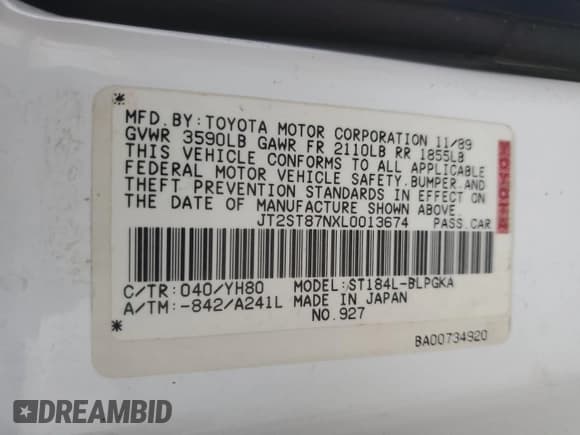 MFD. BY: TOYOTA MOTOR CORPORATION 11/89
GVWR 3590LB GAWR FR 2110LB RR 1855LB
THIS VEHICLE CONFORMS TO ALL APPLICABLE
FEDERAL MOTOR VEHICLE SAFETY, BUMPER, AND
THEFT PREVENTION STANDARDS IN EFFECT ON
THE DATE OF MANUFACTURE SHOWN ABOVE.
JT2ST87NXL0013674 PASS. CAR
C/TR: 040/YH80 MODEL: ST184L-BLPGKA
A/TM: -842/A241L MADE IN JAPAN
NO. 927
BA00734920
DREAMBID